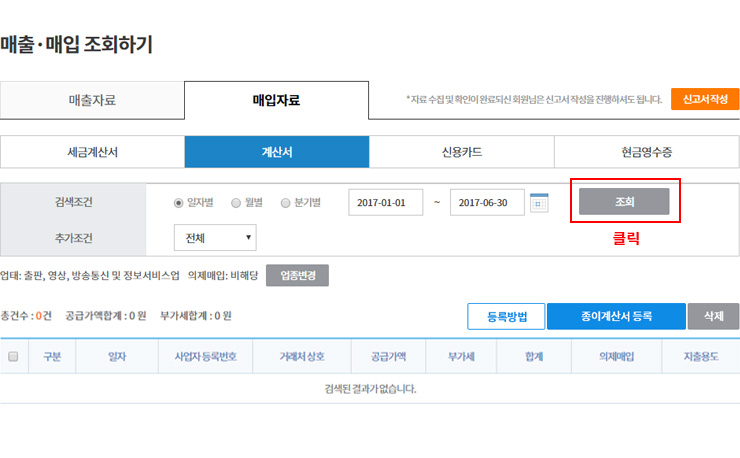 매출·매입 조회하기
매출자료 매입자료 * 자료 수집 및 확인이 완료되신 회원님은 신고서 작성을 진행하셔도 됩니다. 신고서 작성
세금계산서 계산서 신용카드 현금영수증
검색조건 일자별 월별 분기별 2017-01-01 ~ 2017-06-30 조회
클릭
추가조건 전체
업태: 출판, 영상, 방송통신 및 정보서비스업 의제매입: 비해당 업종변경
총건수 : 0건 공급가액합계 : 0 원 부가세합계 : 0 원 등록방법 종이계산서 등록 삭제
구분 일자 사업자 등록번호 거래처 상호 공급가액 부가세 합계 의제매입 지출용도
검색된 결과가 없습니다.